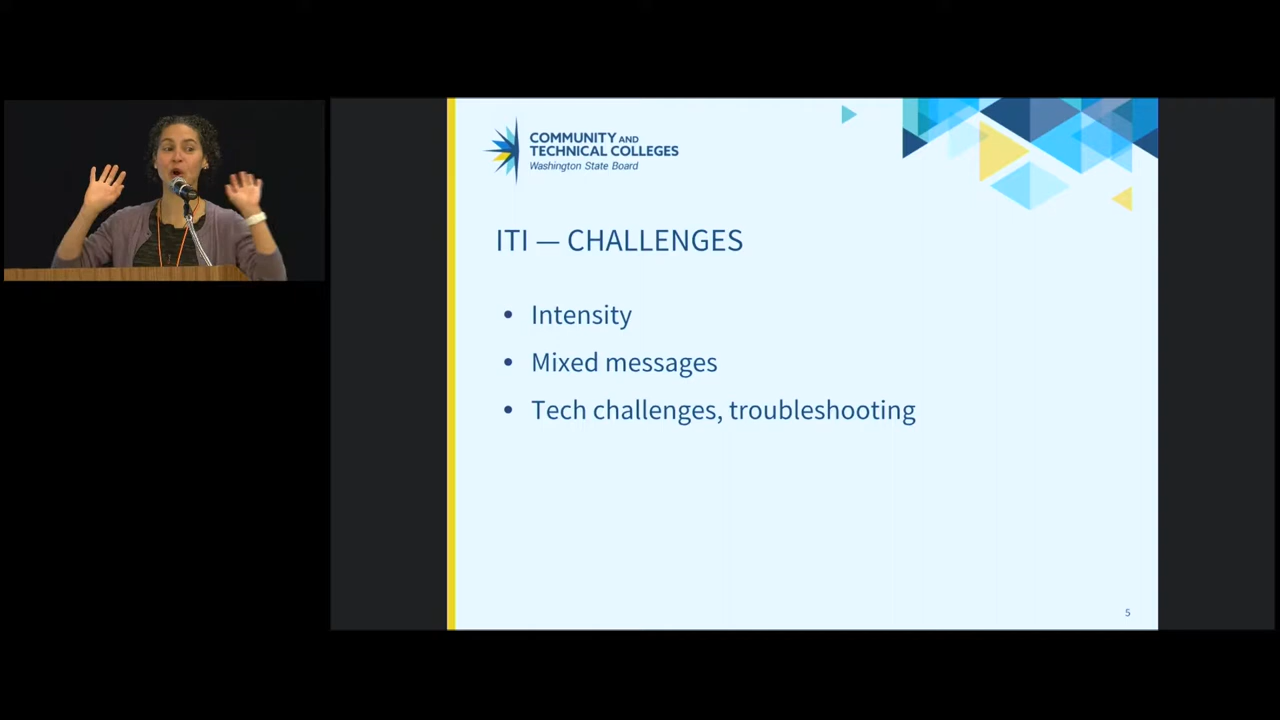 COMMUNITY AND
TECHNICAL COLLEGES
Washington State Board
ITI — CHALLENGES
• Intensity
• Mixed messages
• Tech challenges, troubleshooting
5